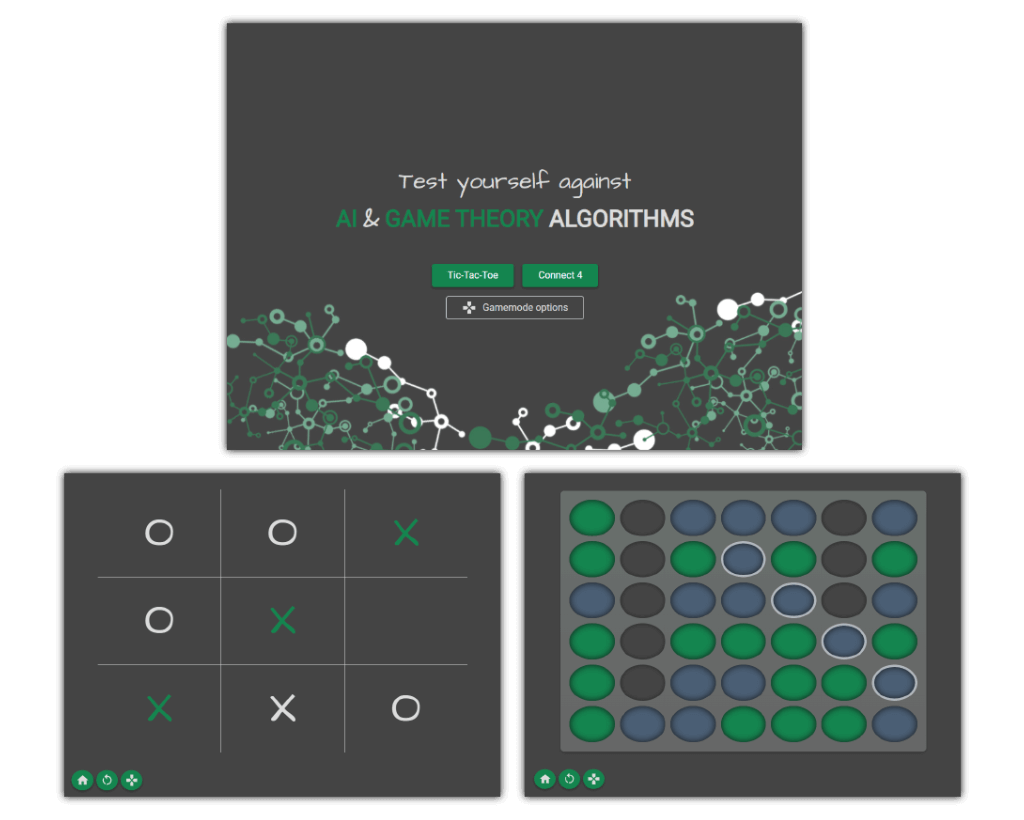 Test yourself against
AI & GAME THEORY ALGORITHMS
Tic-Tac-Toe Connect 4
Gamemode options
O O X
O X
X X O